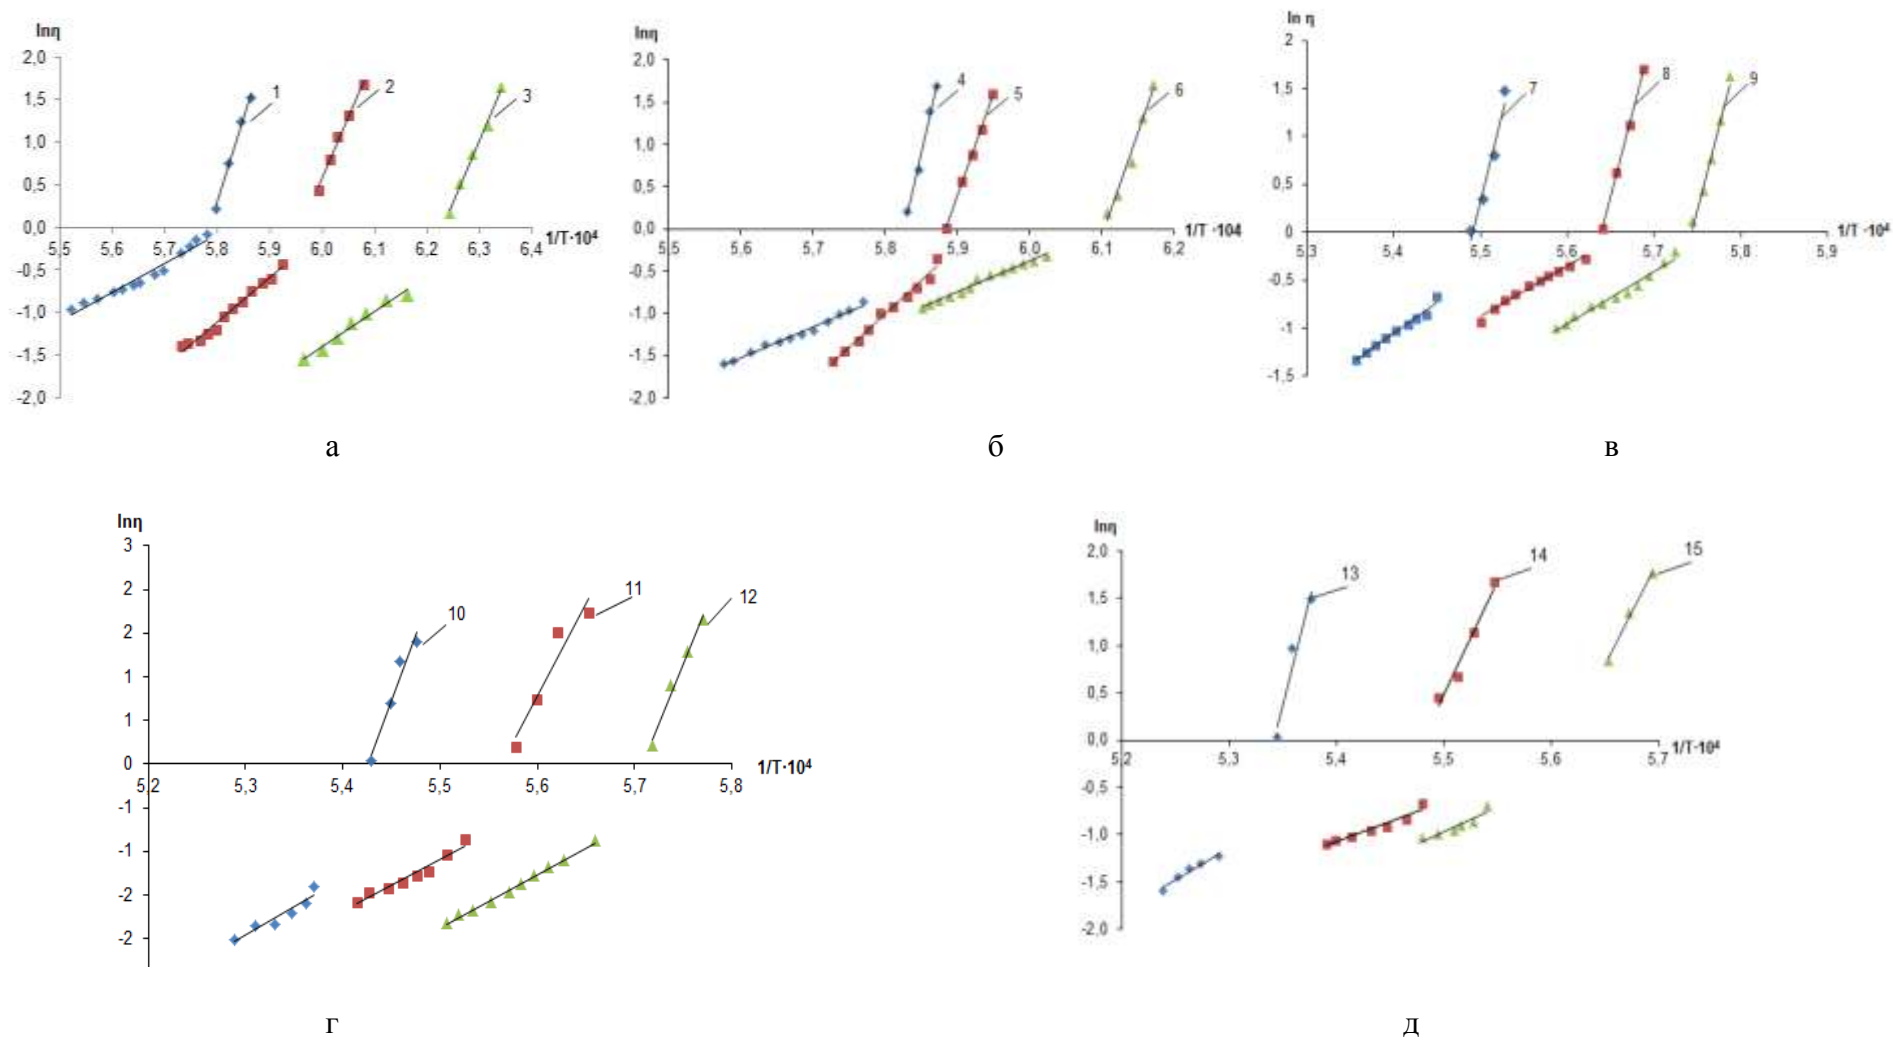 lnη
2,0
1,5
1,0
0,5
0,0
-0,5
-1,0
-1,5
-2,0
5,5 5,6 5,7 5,8 5,9 6,0 6,1 6,2 6,3 6,4
1/T·10⁴
1 2 3
а
lnη
2,0
1,5
1,0
0,5
0,0
-0,5
-1,0
-1,5
-2,0
5,5 5,6 5,7 5,8 5,9 6,0 6,1 6,2
1/T ·104
4 5 6
б
ln η
2
1,5
1
0,5
0
-0,5
-1
-1,5
5,3 5,4 5,5 5,6 5,7 5,8 5,9
1/T ·10⁴
7 8 9
в
lnη
3
2
2
1
1
0
-1
-1
-2
-2
5,2 5,3 5,4 5,5 5,6 5,7 5,8
1/T·10⁴
10 11 12
г
lnη
2,0
1,5
1,0
0,5
0,0
-0,5
-1,0
-1,5
-2,0
5,2 5,3 5,4 5,5 5,6 5,7
1/T·10⁴
13 14 15
д